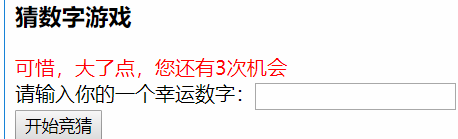 猜数字游戏
可惜，大了点，您还有3次机会
请输入你的一个幸运数字：
开始竞猜